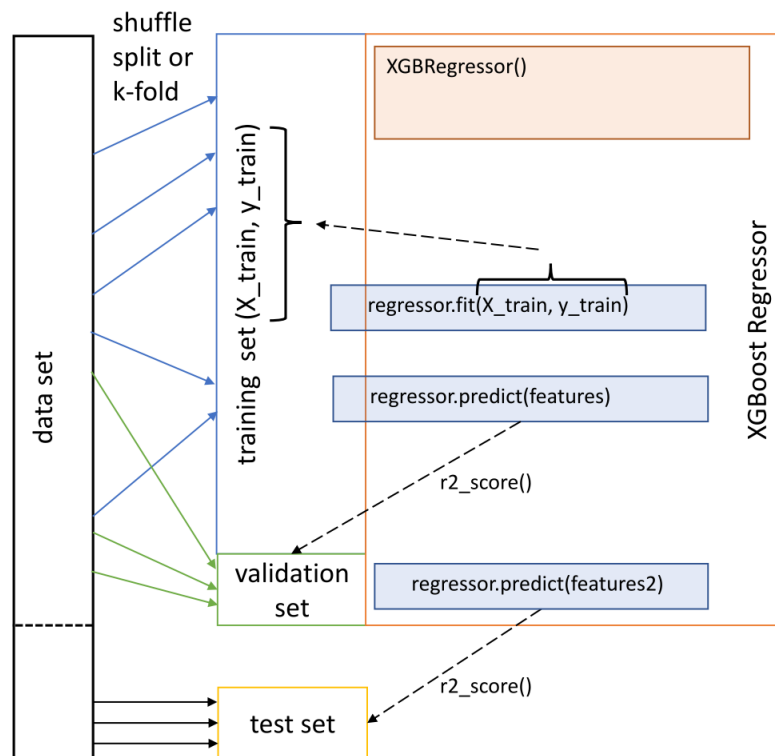 shuffle
split or
k-fold
data set
training set (X_train, y_train)
XGBRegressor()
regressor.fit(X_train, y_train)
regressor.predict(features)
r2_score()
XGBoost Regressor
validation
set
regressor.predict(features2)
r2_score()
test set